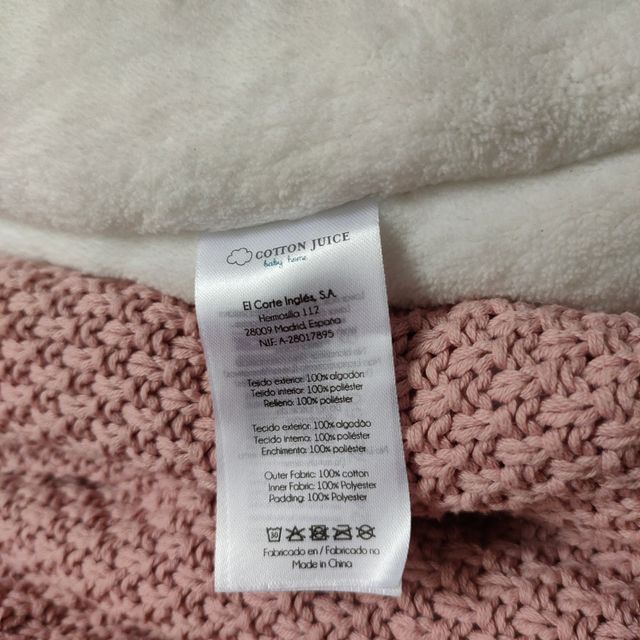 COTTON JUICE
baby home
El Corte Inglés, S.A.
Hermosilla 112
28009 Madrid, España
NIF: A-28017895
Tejido exterior: 100% algodón
Tejido interno: 100% poliéster
Relleno: 100% poliéster
Tecido exterior: 100% algodão
Tecido interno: 100% poliéster
Enchimento: 100% poliéster
Outer Fabric: 100% cotton
Inner Fabric: 100% Polyester
Padding: 100% Polyester
30
Fabricado en / Fabricado na
Made in China